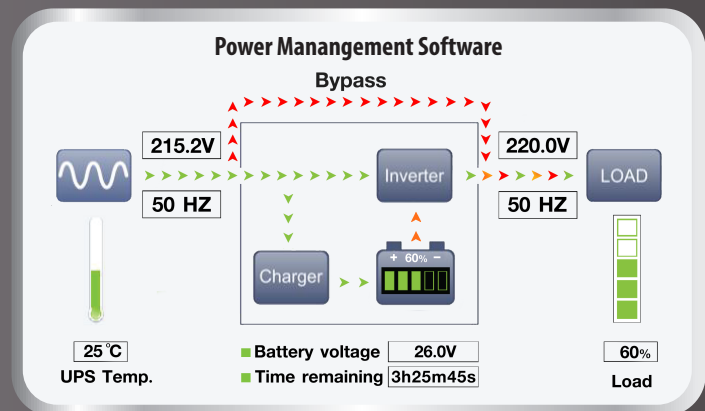 Power Manangement Software
Bypass
215.2V
220.0V
Inverter
LOAD
50 HZ
50 HZ
+ 60% −
Charger
25°C
Battery voltage 26.0V
60%
UPS Temp.
Time remaining 3h25m45s
Load